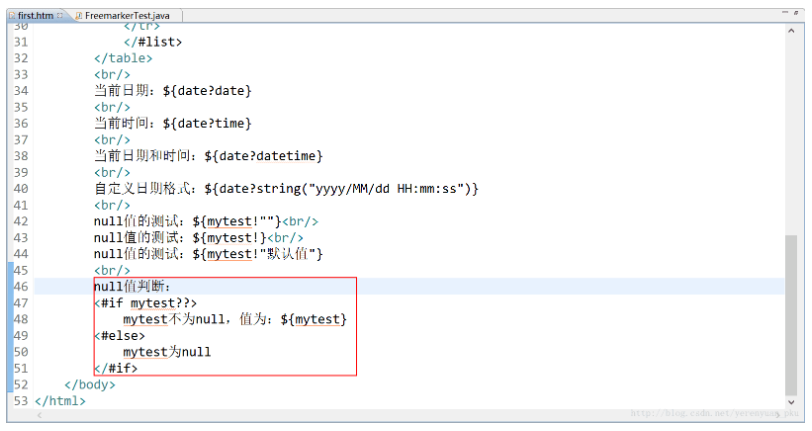 first.htm FreemarkerTest.java
30 </tr>
31 </#list>
32 </table>
33 <br/>
34 当前日期：${date?date}
35 <br/>
36 当前时间：${date?time}
37 <br/>
38 当前日期和时间：${date?datetime}
39 <br/>
40 自定义日期格式：${date?string("yyyy/MM/dd HH:mm:ss")}
41 <br/>
42 null值的测试：${mytest!""}<br/>
43 null值的测试：${mytest!}<br/>
44 null值的测试：${mytest!"默认值"}
45 <br/>
46 null值判断：
47 <#if mytest??>
48 mytest不为null，值为：${mytest}
49 <#else>
50 mytest为null
51 </#if>
52 </body>
53 </html>
http://blog.csdn.net/yerenyuan_pku